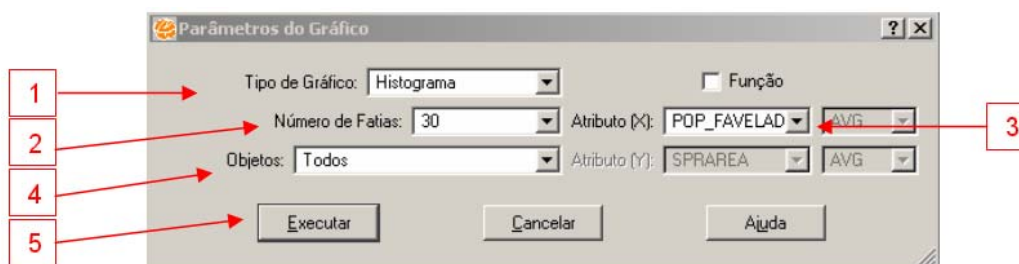 Parâmetros do Gráfico ? X
1 Tipo de Gráfico: Histograma Função
2 Número de Fatias: 30 Atributo (X): POP_FAVELAD AVG 3
4 Objetos: Todos Atributo (Y): SPRAREA AVG
5 Executar Cancelar Ajuda